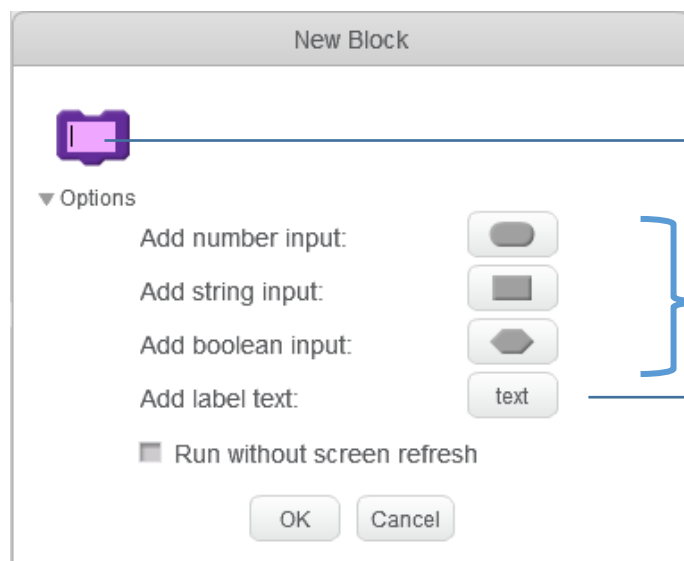 New Block
Options
Add number input:
Add string input:
Add boolean input:
Add label text: text
Run without screen refresh
OK Cancel